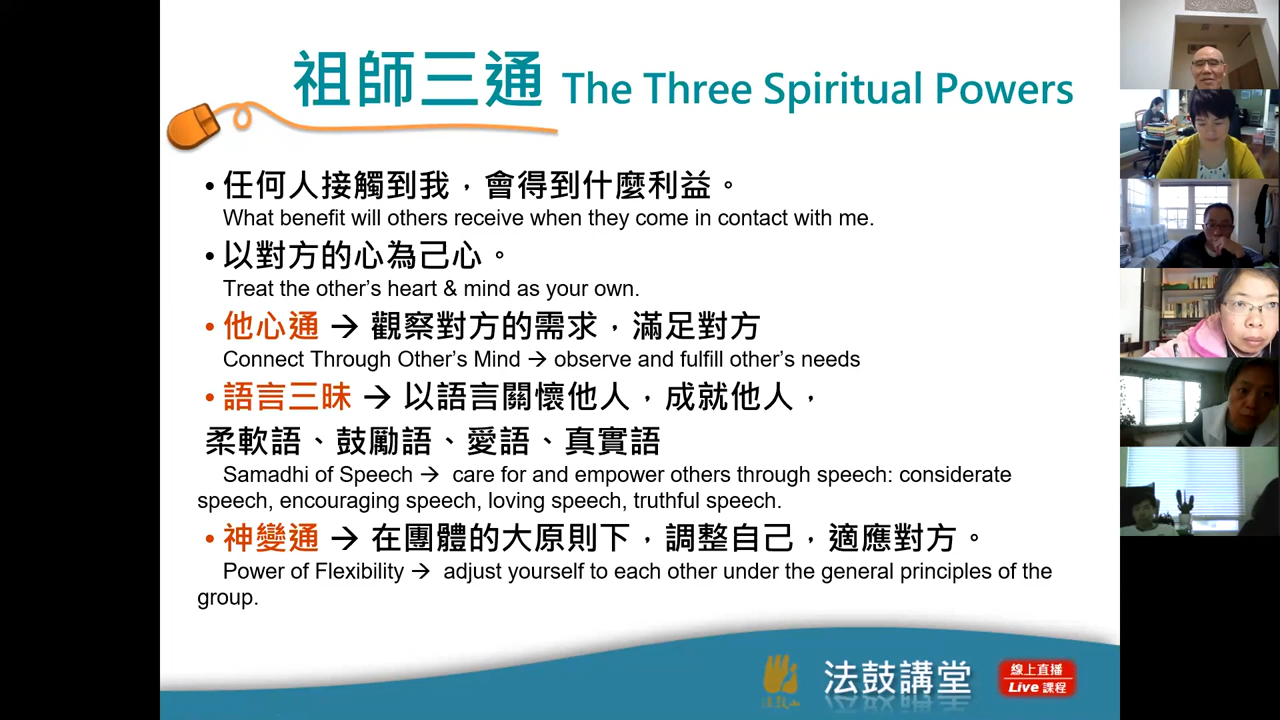 祖師三通 The Three Spiritual Powers
• 任何人接觸到我，會得到什麼利益。
What benefit will others receive when they come in contact with me.
• 以對方的心為己心。
Treat the other’s heart & mind as your own.
• 他心通 → 觀察對方的需求，滿足對方
Connect Through Other’s Mind → observe and fulfill other’s needs
• 語言三昧 → 以語言關懷他人，成就他人，
柔軟語、鼓勵語、愛語、真實語
Samadhi of Speech → care for and empower others through speech: considerate
speech, encouraging speech, loving speech, truthful speech.
• 神變通 → 在團體的大原則下，調整自己，適應對方。
Power of Flexibility → adjust yourself to each other under the general principles of the
group.
法鼓山
法鼓講堂
線上直播
Live 課程